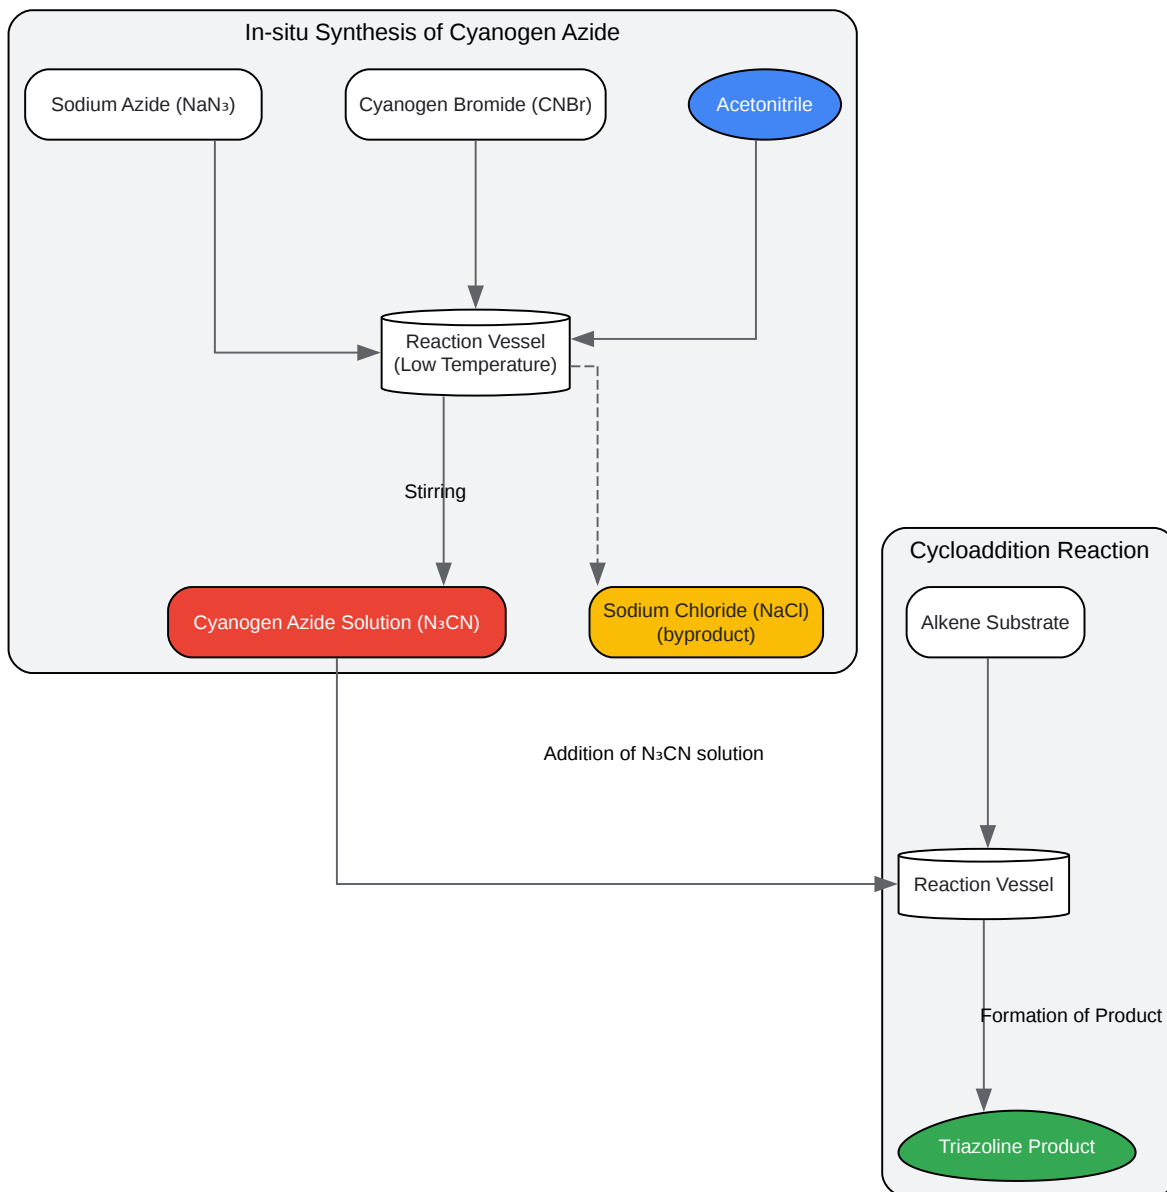 In-situ Synthesis of Cyanogen Azide
Sodium Azide (NaN₃)
Cyanogen Bromide (CNBr)
Acetonitrile
Reaction Vessel
(Low Temperature)
Stirring
Cyanogen Azide Solution (N₃CN)
Sodium Chloride (NaCl)
(byproduct)
Cycloaddition Reaction
Alkene Substrate
Addition of N₃CN solution
Reaction Vessel
Formation of Product
Triazoline Product